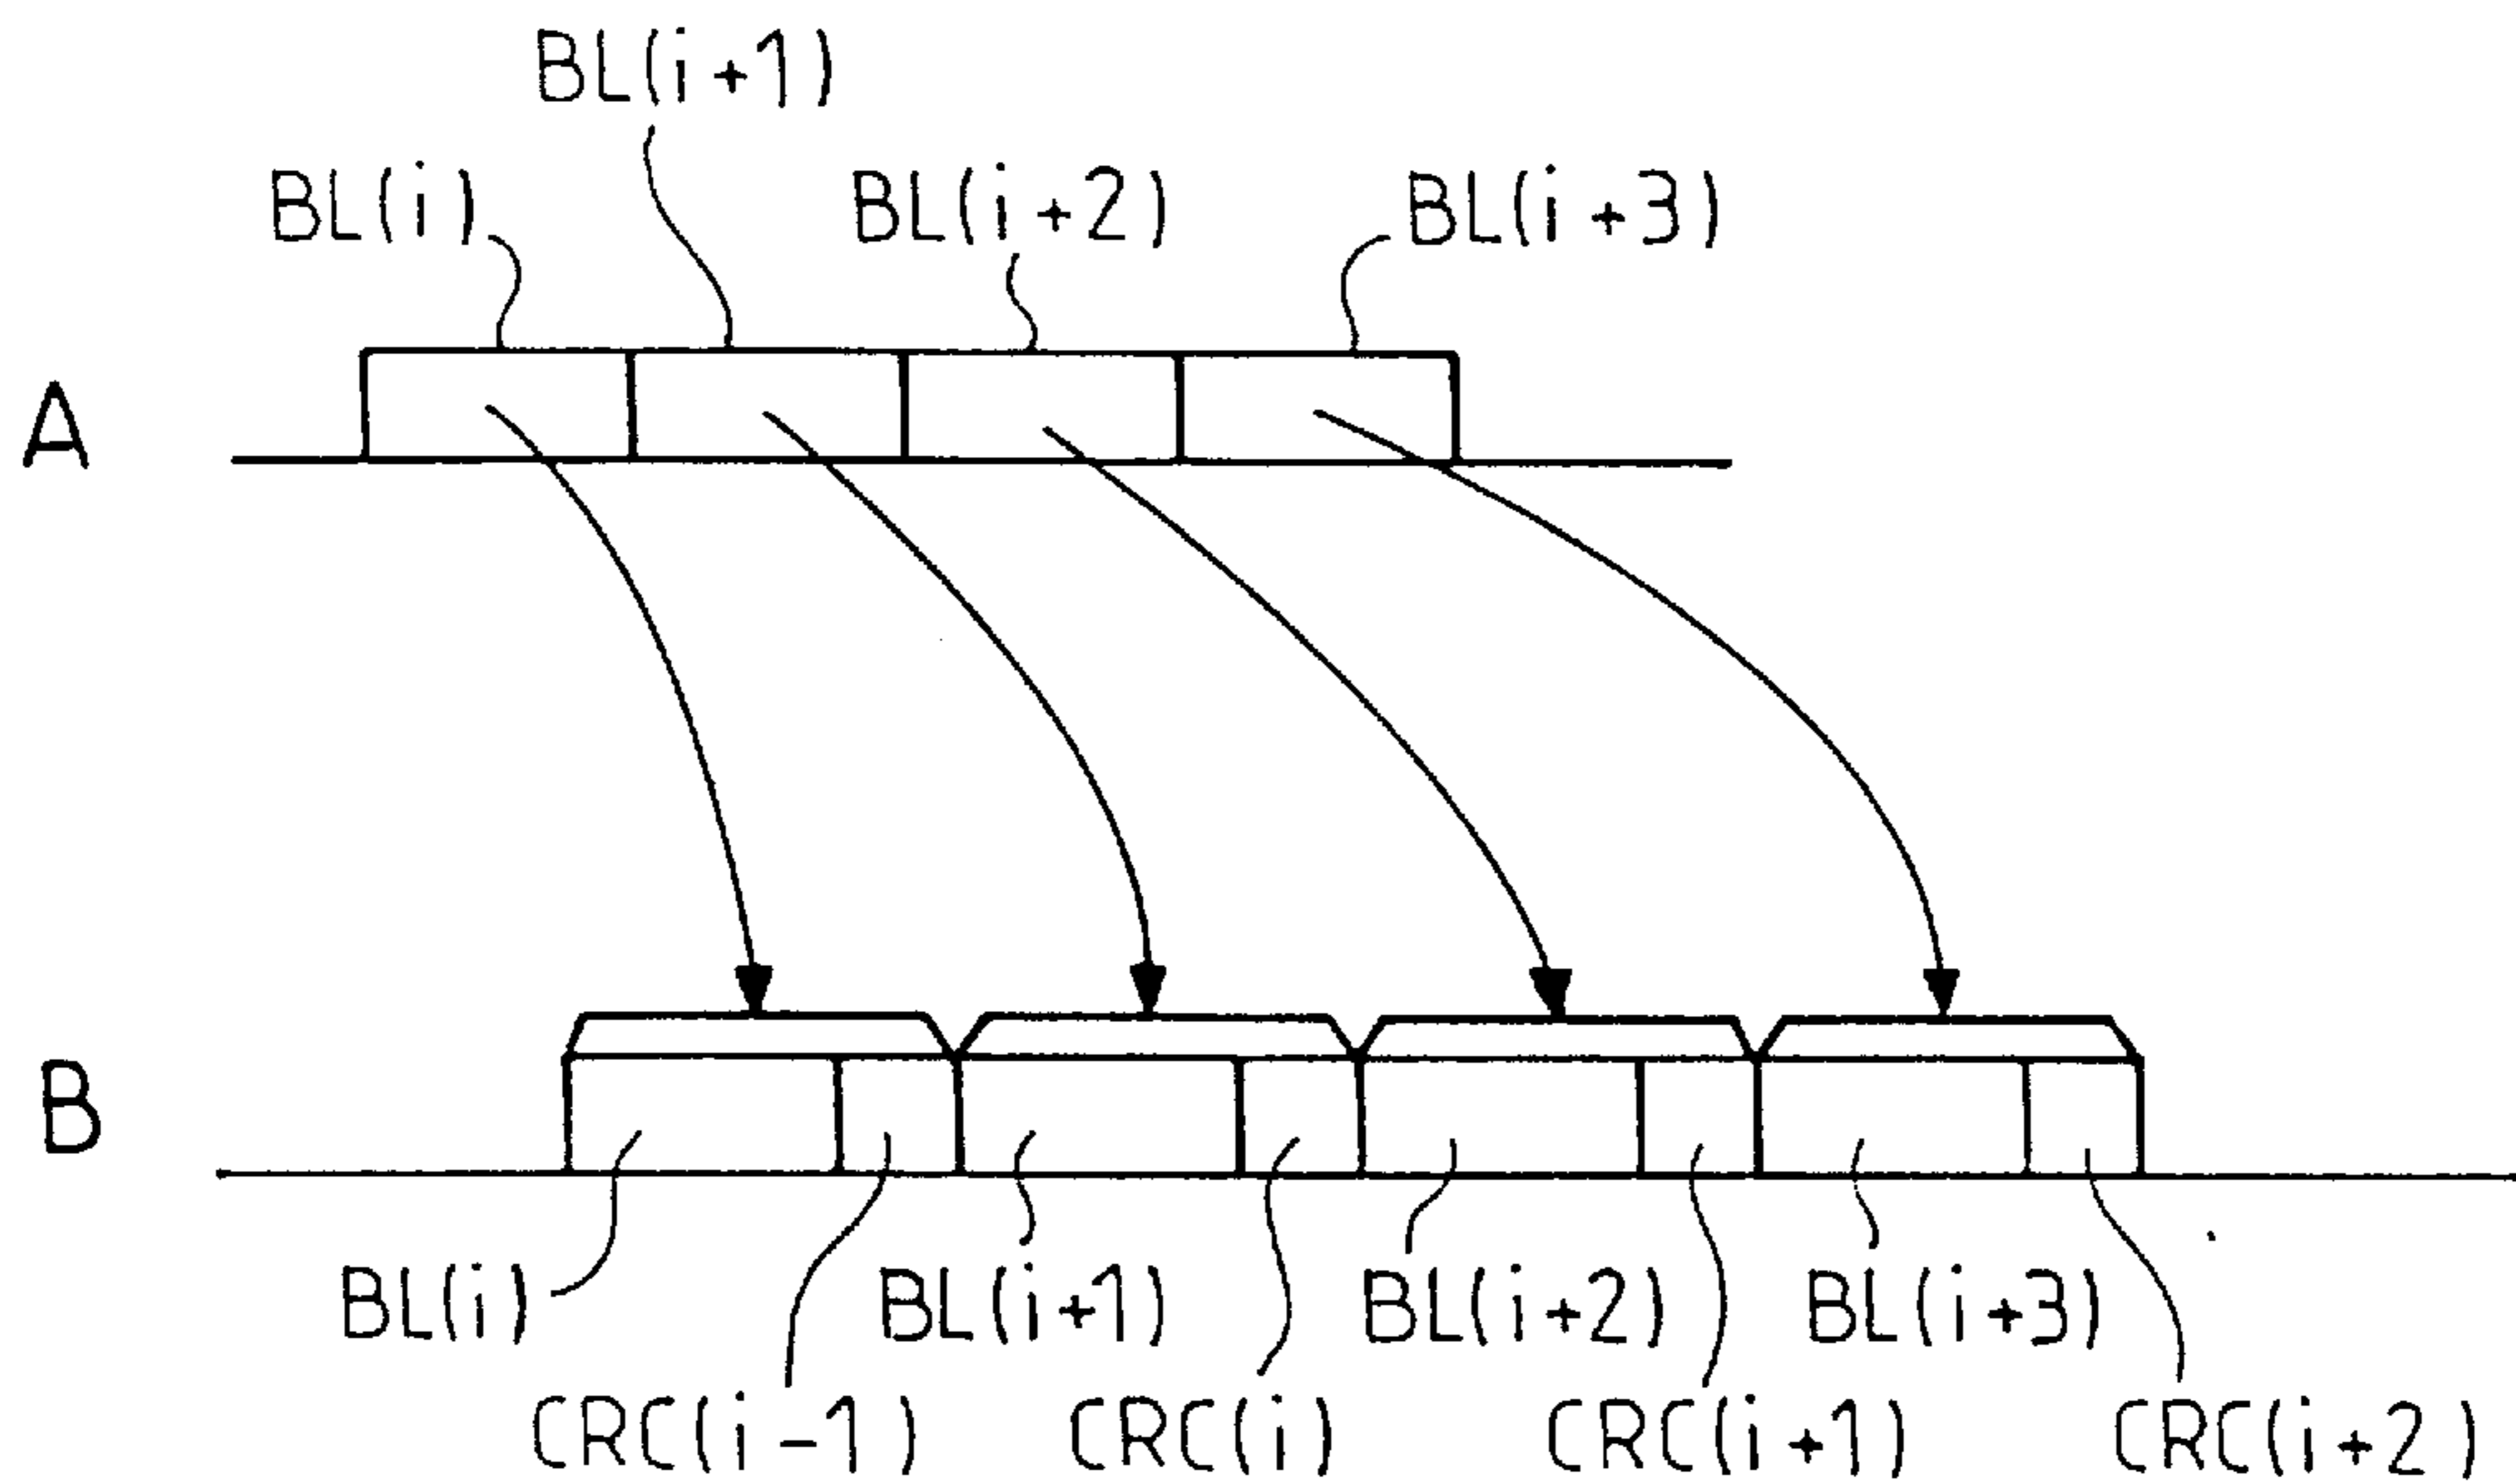 BL(i+1)
BL(i) BL(i+2) BL(i+3)
A
B
BL(i) BL(i+1) BL(i+2) BL(i+3)
CRC(i-1) CRC(i) CRC(i+1) CRC(i+2)